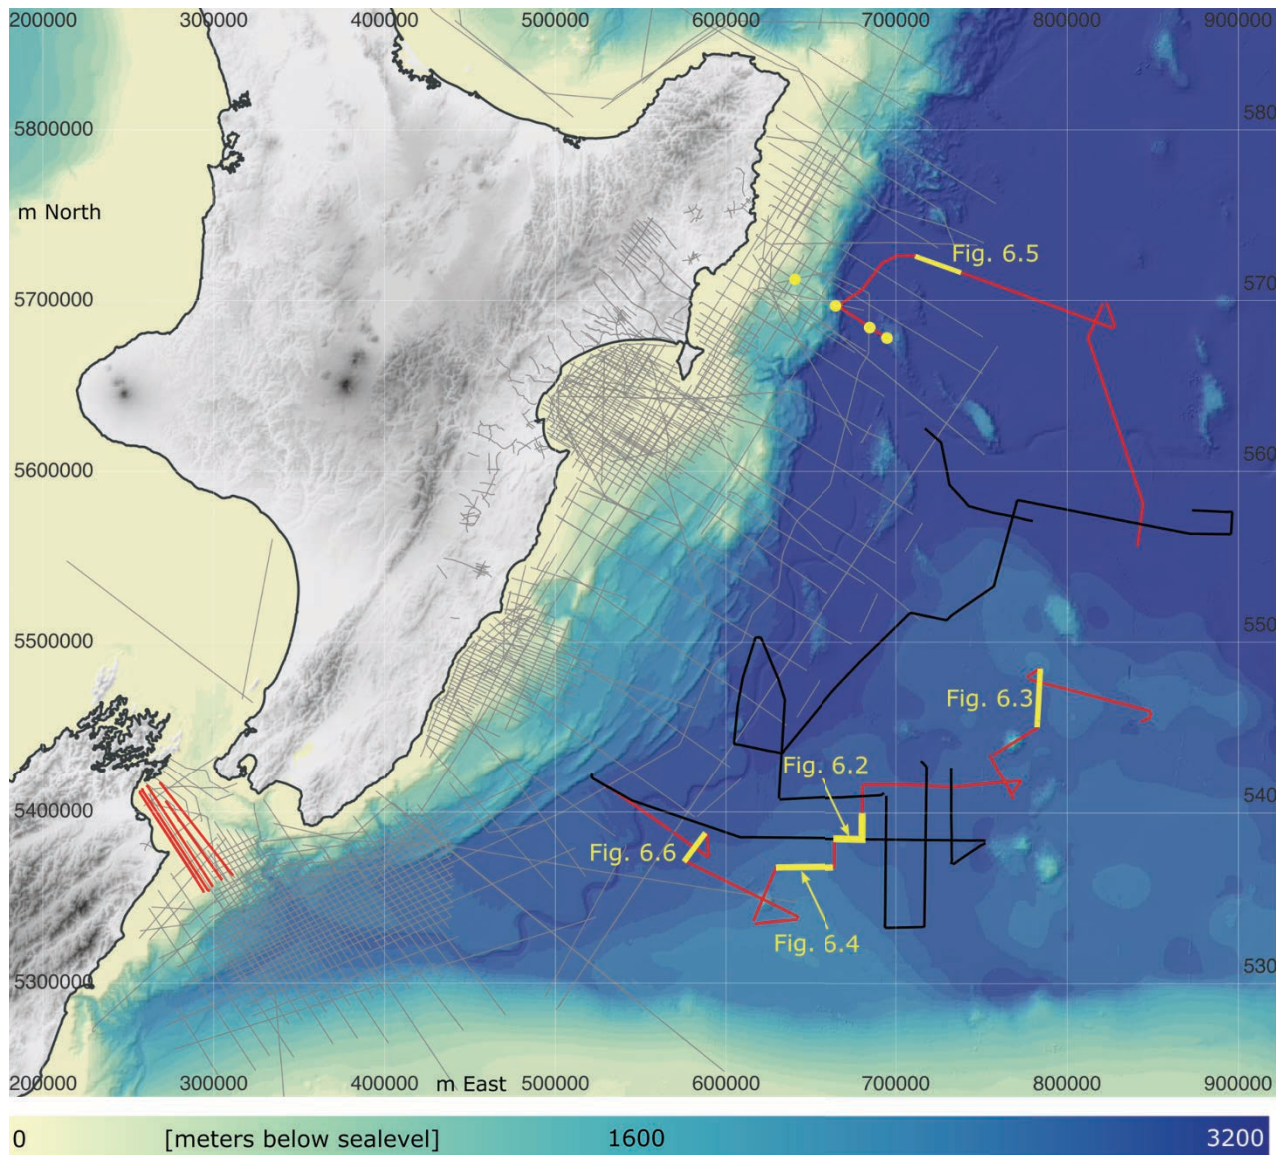 200000 300000 400000 500000 600000 700000 800000 900000
5800000 580
m North
Fig. 6.5
5700000 570
5600000 560
5500000 550
Fig. 6.3
Fig. 6.2
5400000 540
Fig. 6.6
Fig. 6.4
5300000 530
200000 300000 400000 m East 500000 600000 700000 800000 900000
0 [meters below sealevel] 1600 3200